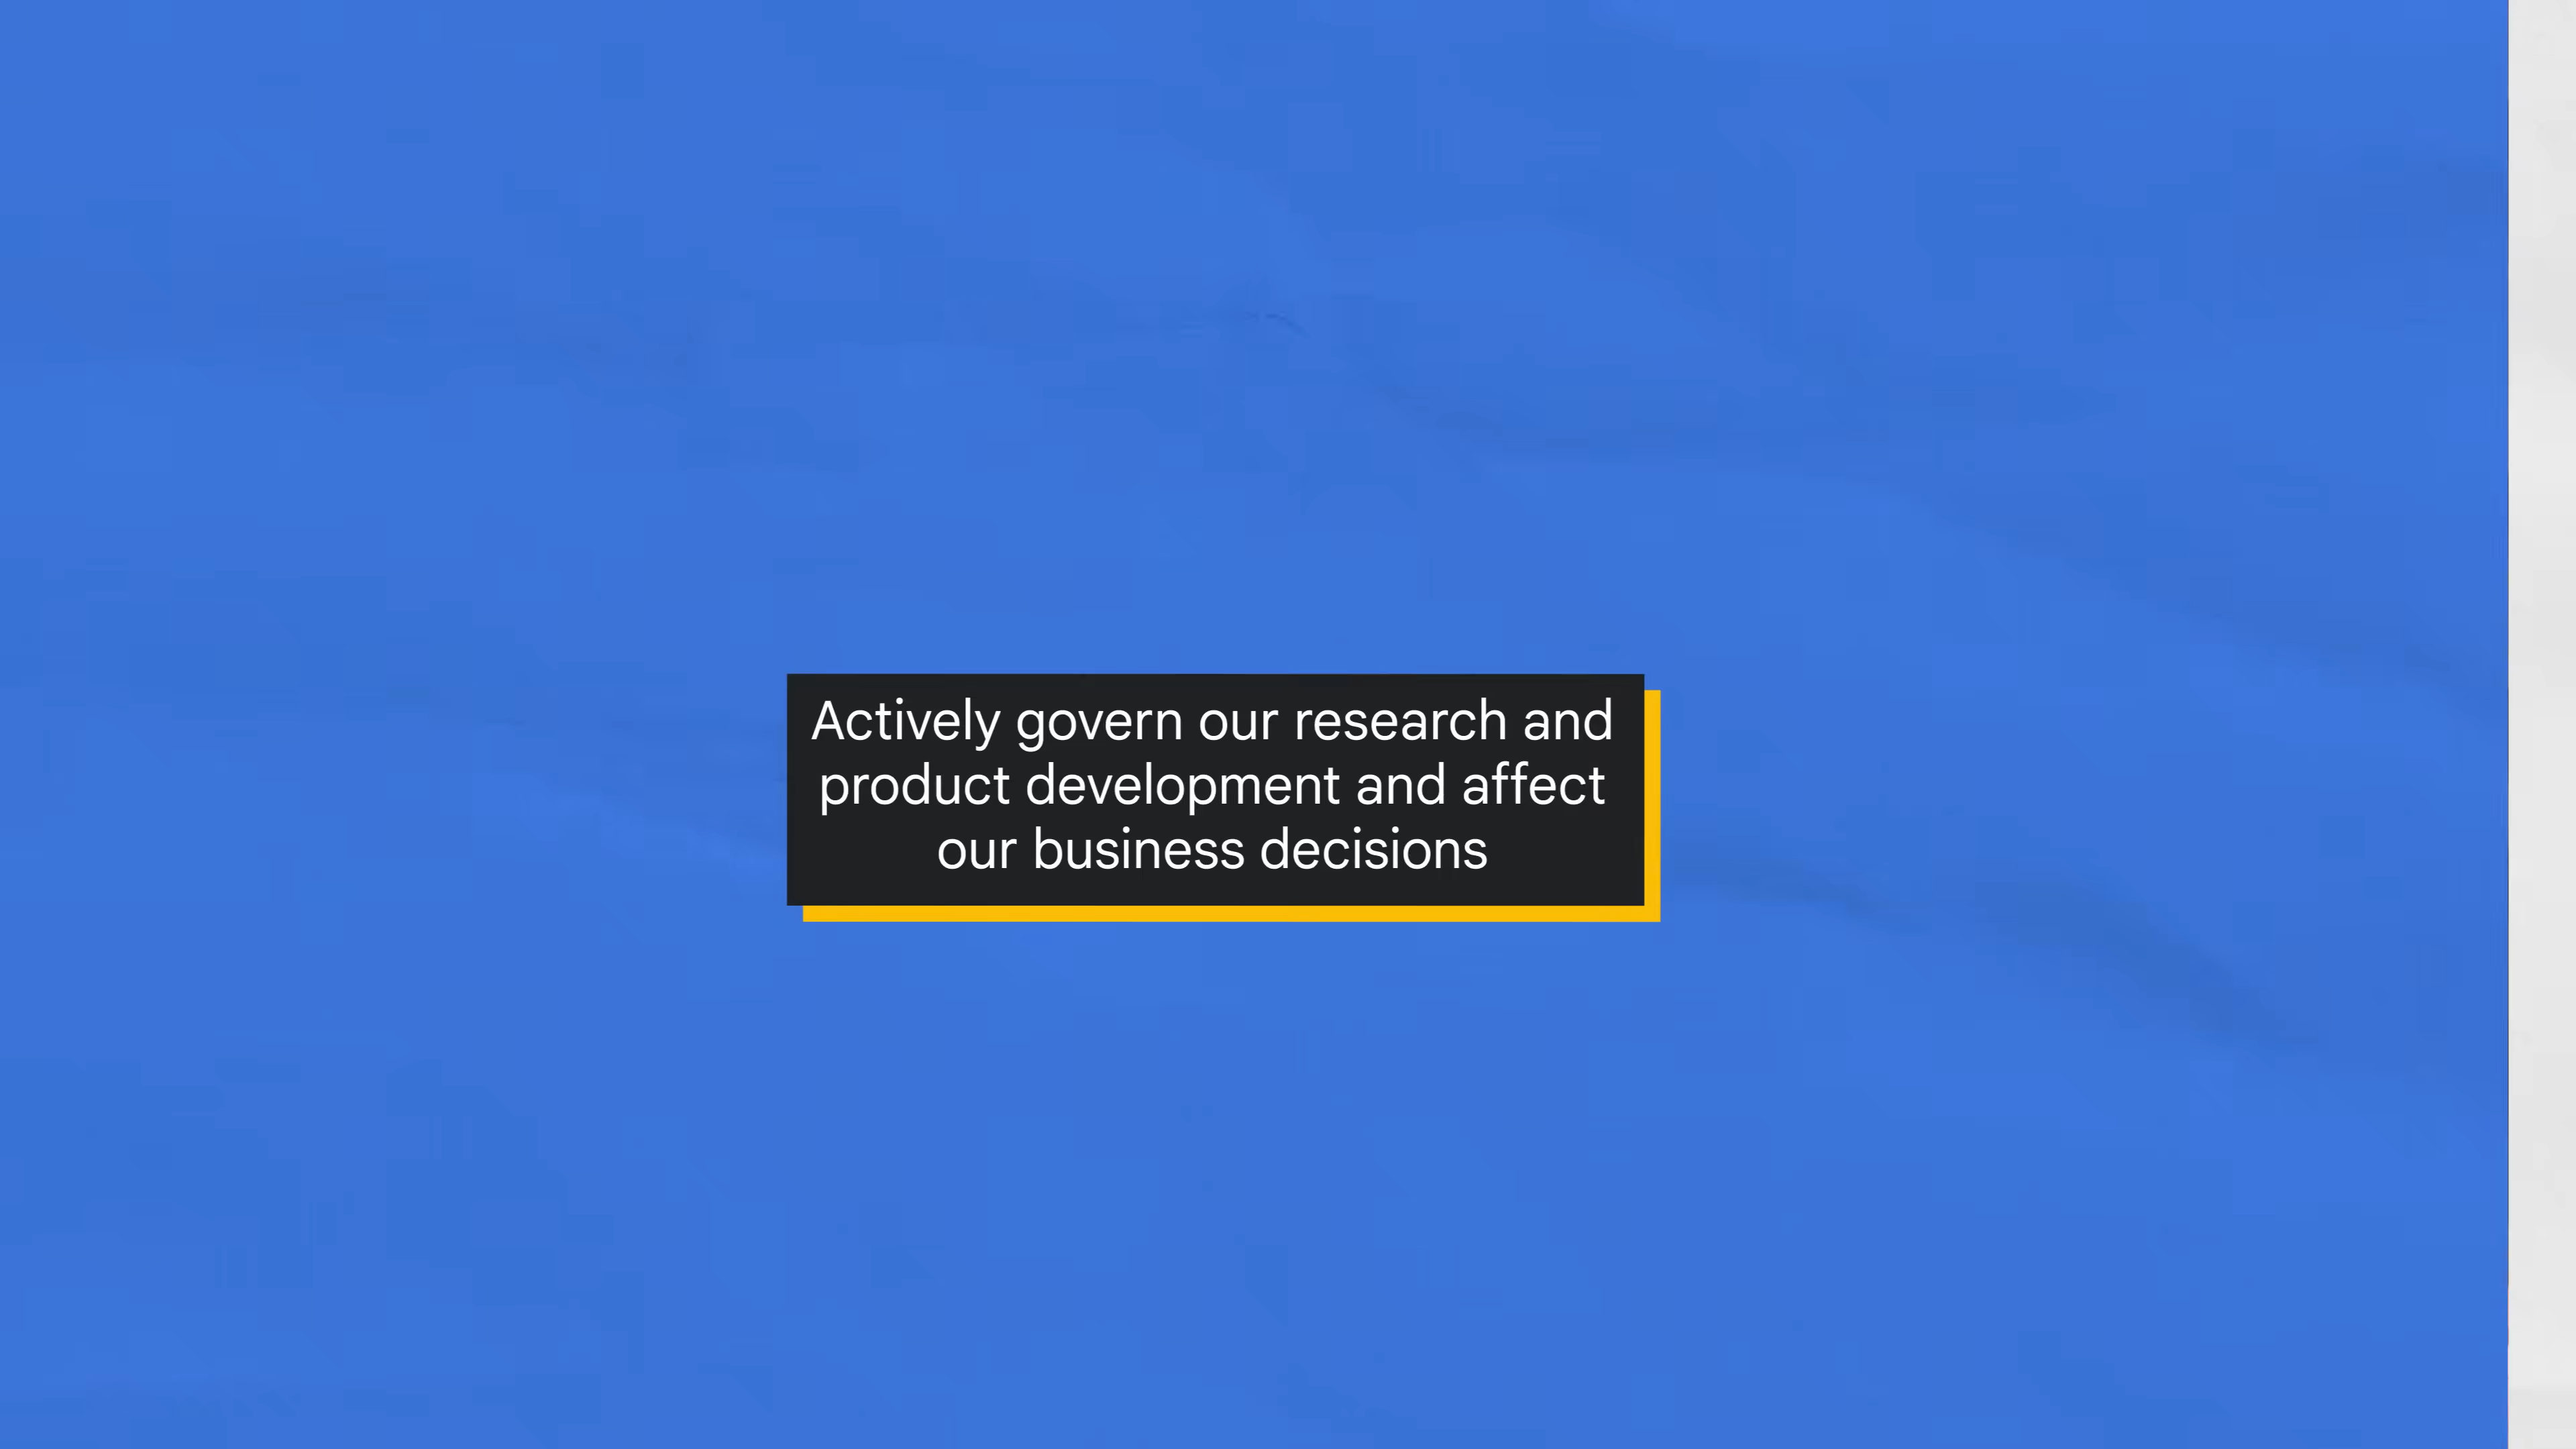 Actively govern our research and
product development and affect
our business decisions